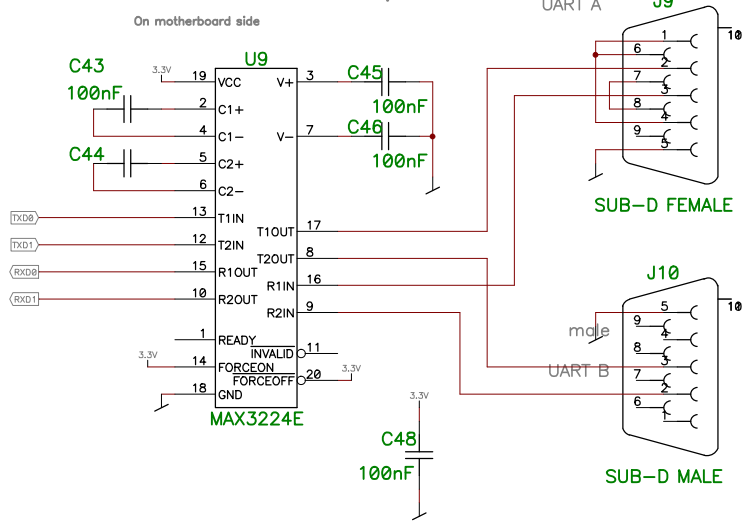 UART A
J9
On motherboard side
U9
C43
100nF
3.3V
19 VCC
V+ 3
C45
100nF
2 C1+
4 C1-
V- 7
C46
100nF
C44
100nF
5 C2+
6 C2-
TXD0
13 T1IN
T1OUT 17
TXD1
12 T2IN
T2OUT 8
RXD0
15 R1OUT
R1IN 16
RXD1
10 R2OUT
R2IN 9
1 READY
INVALID 11
3.3V
14 FORCEON
FORCEOFF 20
3.3V
18 GND
MAX3224E
3.3V
C48
100nF
1
6
2
7
3
8
4
9
5
SUB-D FEMALE
J10
5
9
4
male
8
3
UART B
7
2
6
SUB-D MALE